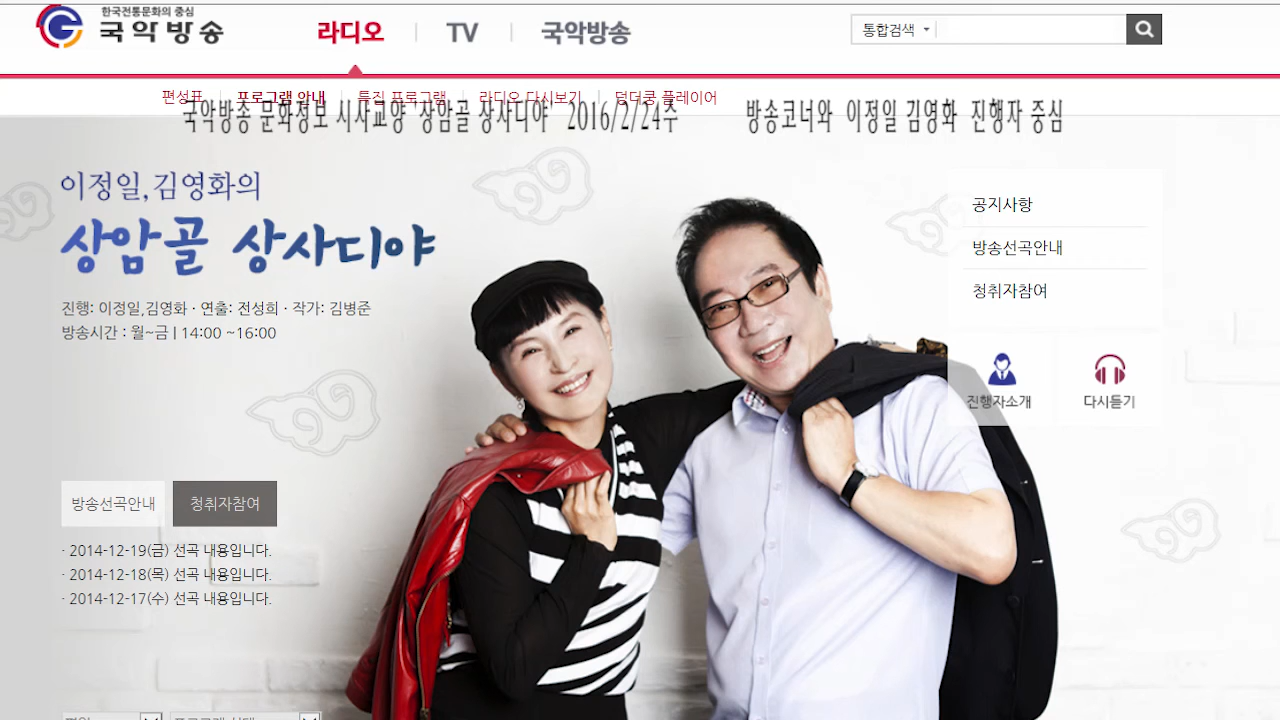 한국전통문화의 중심
국악방송
라디오 | TV | 국악방송
통합검색
편성표 | 프로그램 안내 | 특집 프로그램 | 라디오 다시보기 | 덩더쿵 플레이어
국악방송 문화정보 시사교양 상암골 상사디야 2016/2/24수 방송코너와 이정일 김영화 진행자 중심
이정일,김영화의
상암골 상사디야
진행: 이정일,김영화 · 연출: 전성희 · 작가: 김병준
방송시간 : 월~금 | 14:00 ~16:00
공지사항
방송선곡안내
청취자참여
진행자소개 다시듣기
방송선곡안내 청취자참여
· 2014-12-19(금) 선곡 내용입니다.
· 2014-12-18(목) 선곡 내용입니다.
· 2014-12-17(수) 선곡 내용입니다.